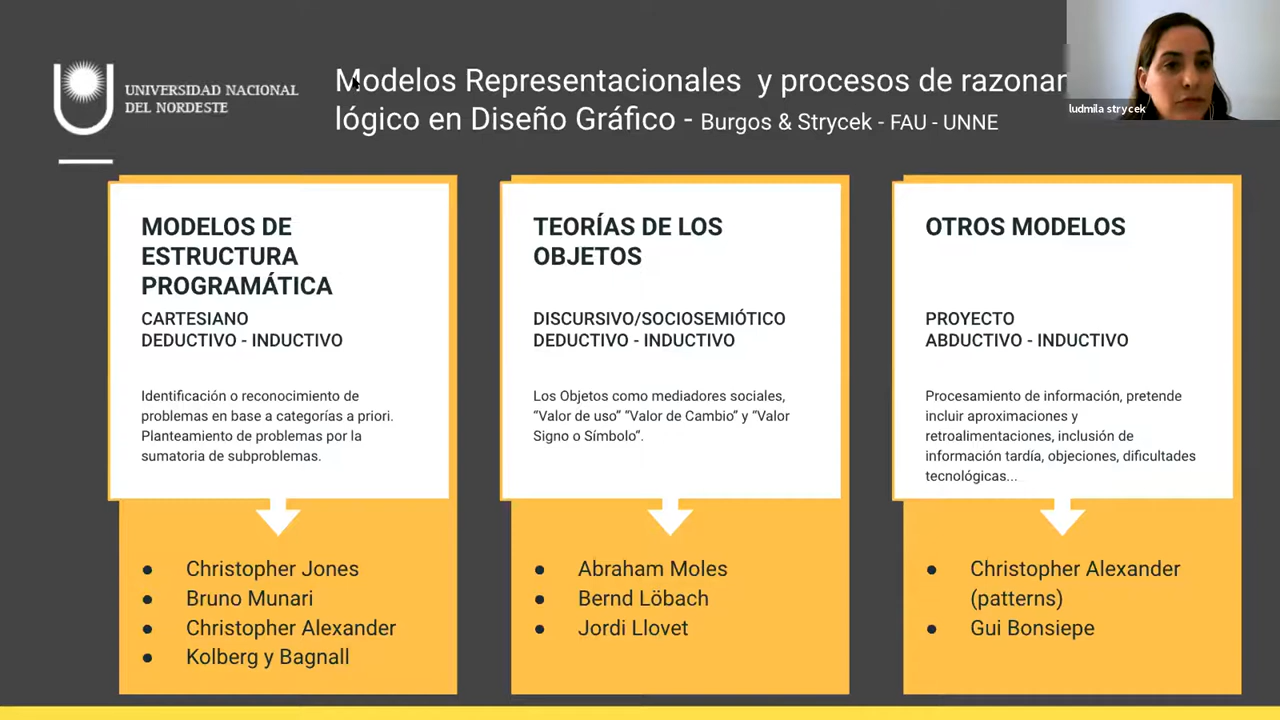 UNIVERSIDAD NACIONAL
DEL NORDESTE
Modelos Representacionales y procesos de razonar
lógico en Diseño Gráfico - Burgos & Strycek - FAU - UNNE
ludmila strycek
MODELOS DE
ESTRUCTURA
PROGRAMÁTICA
CARTESIANO
DEDUCTIVO - INDUCTIVO
Identificación o reconocimiento de
problemas en base a categorías a priori.
Planteamiento de problemas por la
sumatoria de subproblemas.
● Christopher Jones
● Bruno Munari
● Christopher Alexander
● Kolberg y Bagnall
TEORÍAS DE LOS
OBJETOS
DISCURSIVO/SOCIOSEMIÓTICO
DEDUCTIVO - INDUCTIVO
Los Objetos como mediadores sociales,
“Valor de uso” “Valor de Cambio” y “Valor
Signo o Símbolo”.
● Abraham Moles
● Bernd Löbach
● Jordi Llovet
OTROS MODELOS
PROYECTO
ABDUCTIVO - INDUCTIVO
Procesamiento de información, pretende
incluir aproximaciones y
retroalimentaciones, inclusión de
información tardía, objeciones, dificultades
tecnológicas...
● Christopher Alexander
(patterns)
● Gui Bonsiepe